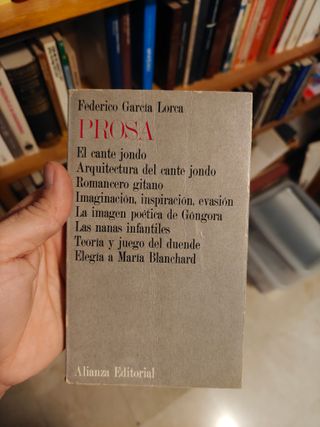 Federico García Lorca
PROSA
El cante jondo
Arquitectura del cante jondo
Romancero gitano
Imaginación, inspiración, evasión
La imagen poética de Góngora
Las nanas infantiles
Teoría y juego del duende
Elegía a María Blanchard
Alianza Editorial